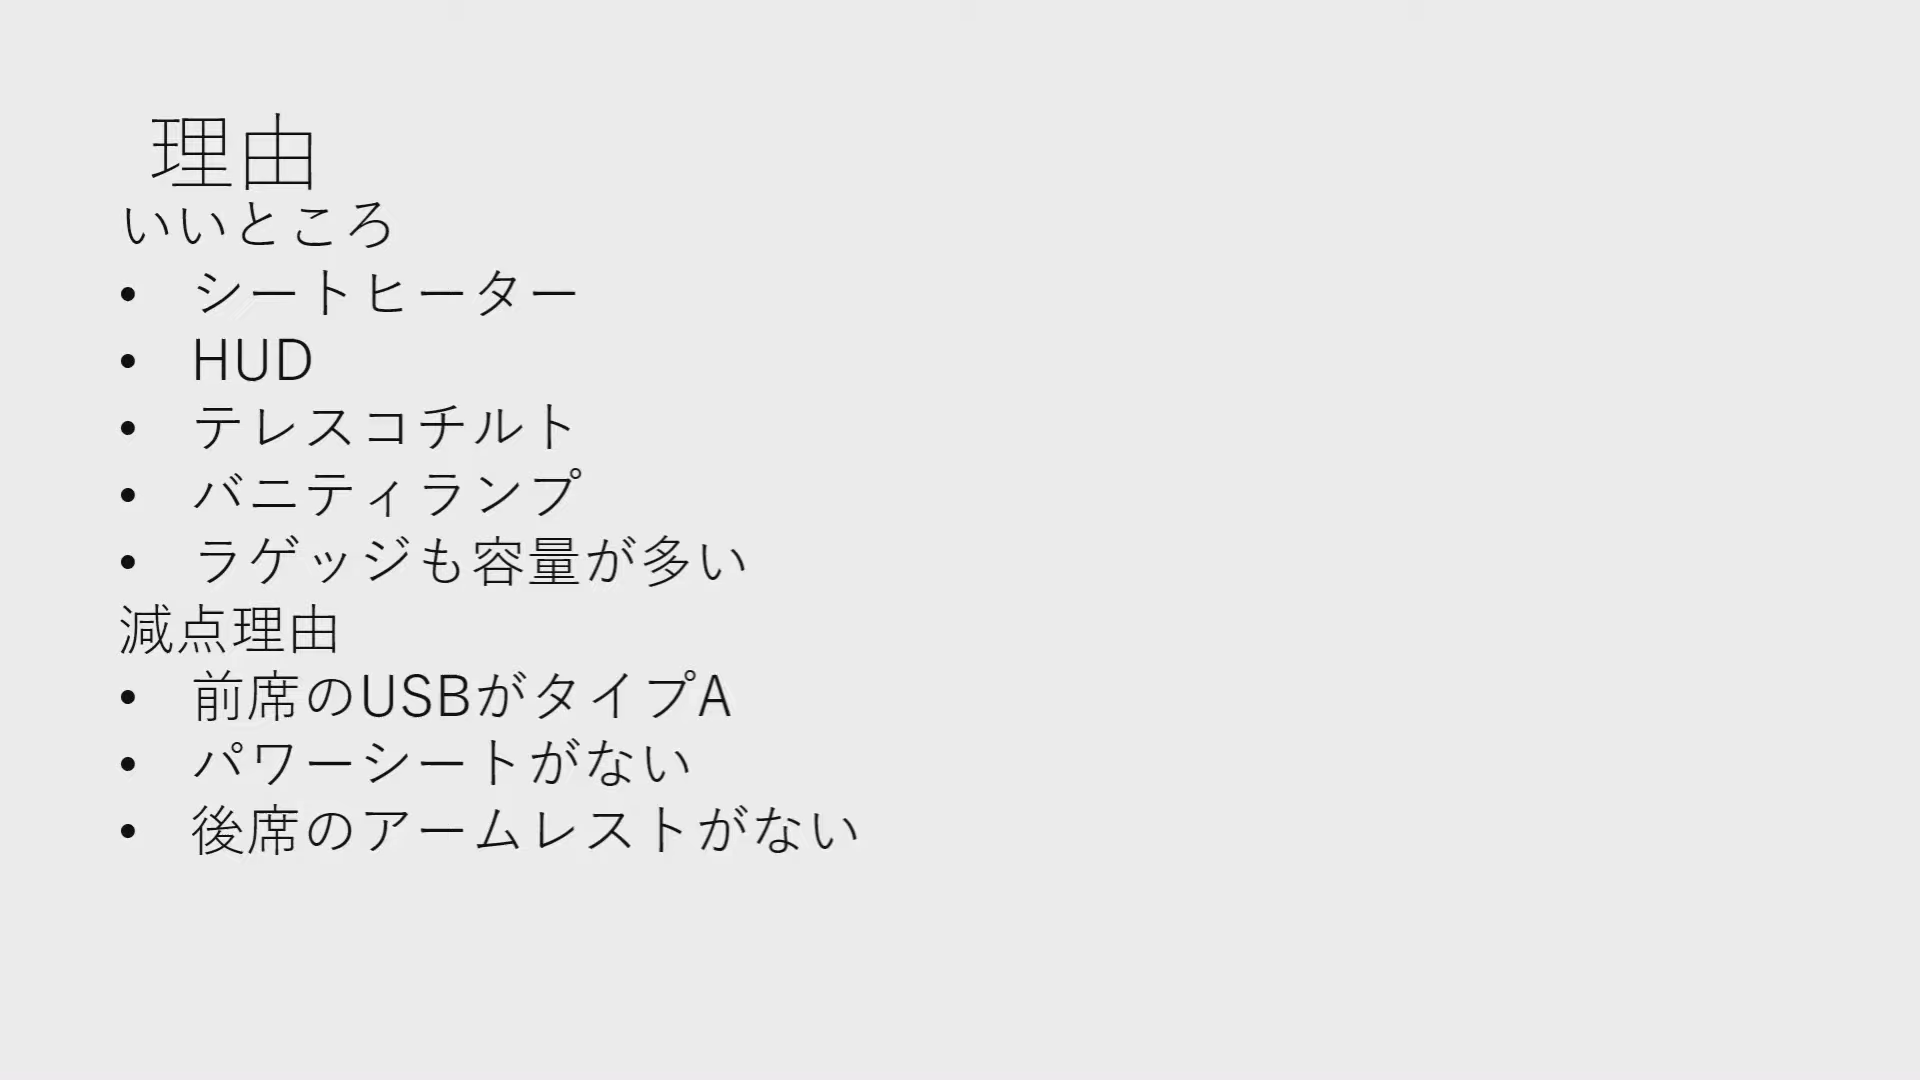 理由
いいところ
• シートヒーター
• HUD
• テレスコチルト
• バニティランプ
• ラゲッジも容量が多い
減点理由
• 前席のUSBがタイプA
• パワーシートがない
• 後席のアームレストがない